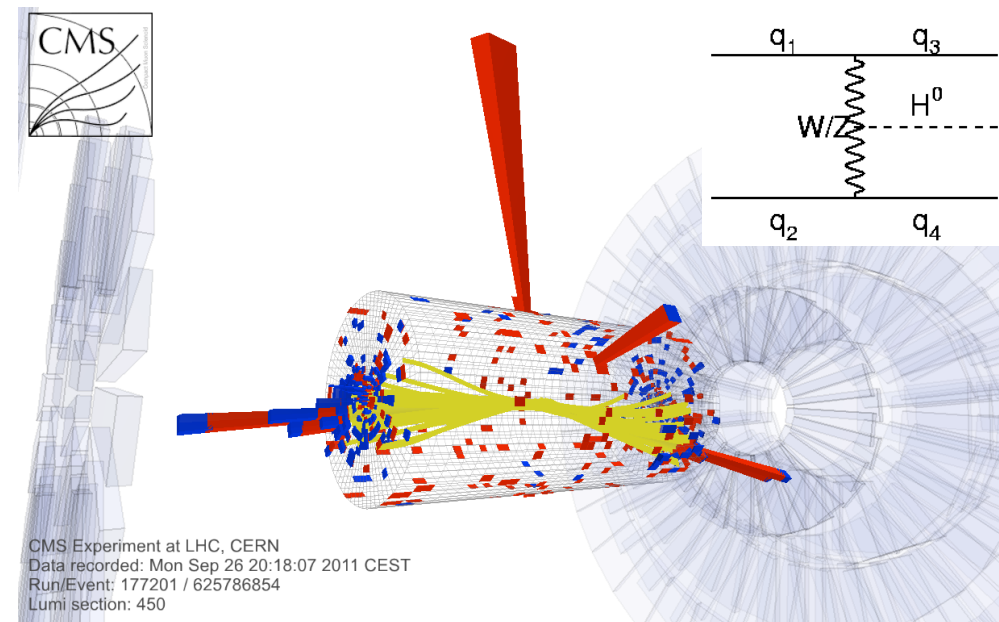 CMS
q1 q3
H0
W/Z
q2 q4
CMS Experiment at LHC, CERN
Data recorded: Mon Sep 26 20:18:07 2011 CEST
Run/Event: 177201 / 625786854
Lumi section: 450